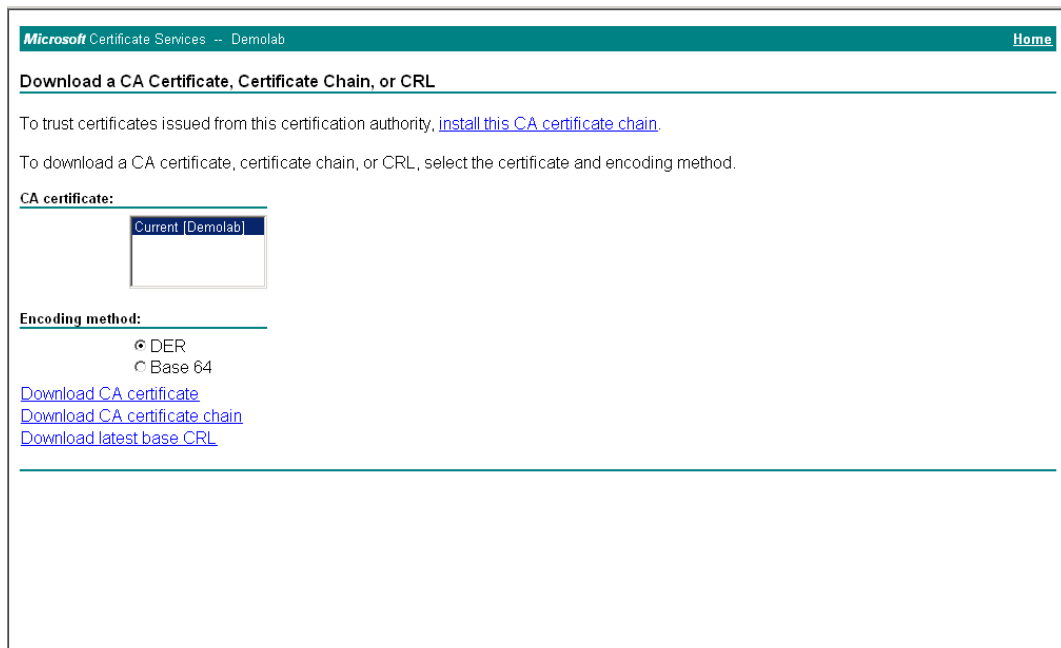 Microsoft Certificate Services -- Demolab Home
Download a CA Certificate, Certificate Chain, or CRL
To trust certificates issued from this certification authority, install this CA certificate chain.
To download a CA certificate, certificate chain, or CRL, select the certificate and encoding method.
CA certificate:
Current [Demolab]
Encoding method:
DER
Base 64
Download CA certificate
Download CA certificate chain
Download latest base CRL